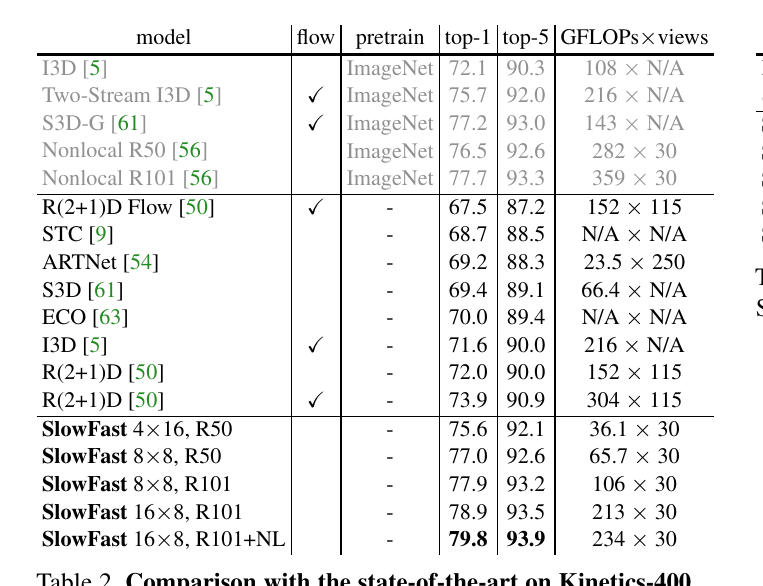 model flow pretrain top-1 top-5 GFLOPs×views
I3D [5] ImageNet 72.1 90.3 108 × N/A
Two-Stream I3D [5] ✓ ImageNet 75.7 92.0 216 × N/A
S3D-G [61] ✓ ImageNet 77.2 93.0 143 × N/A
Nonlocal R50 [56] ImageNet 76.5 92.6 282 × 30
Nonlocal R101 [56] ImageNet 77.7 93.3 359 × 30
R(2+1)D Flow [50] ✓ - 67.5 87.2 152 × 115
STC [9] - 68.7 88.5 N/A × N/A
ARTNet [54] - 69.2 88.3 23.5 × 250
S3D [61] - 69.4 89.1 66.4 × N/A
ECO [63] - 70.0 89.4 N/A × N/A
I3D [5] ✓ - 71.6 90.0 216 × N/A
R(2+1)D [50] - 72.0 90.0 152 × 115
R(2+1)D [50] ✓ - 73.9 90.9 304 × 115
SlowFast 4×16, R50 - 75.6 92.1 36.1 × 30
SlowFast 8×8, R50 - 77.0 92.6 65.7 × 30
SlowFast 8×8, R101 - 77.9 93.2 106 × 30
SlowFast 16×8, R101 - 78.9 93.5 213 × 30
SlowFast 16×8, R101+NL - 79.8 93.9 234 × 30
Table 2. Comparison with the state-of-the-art on Kinetics-400